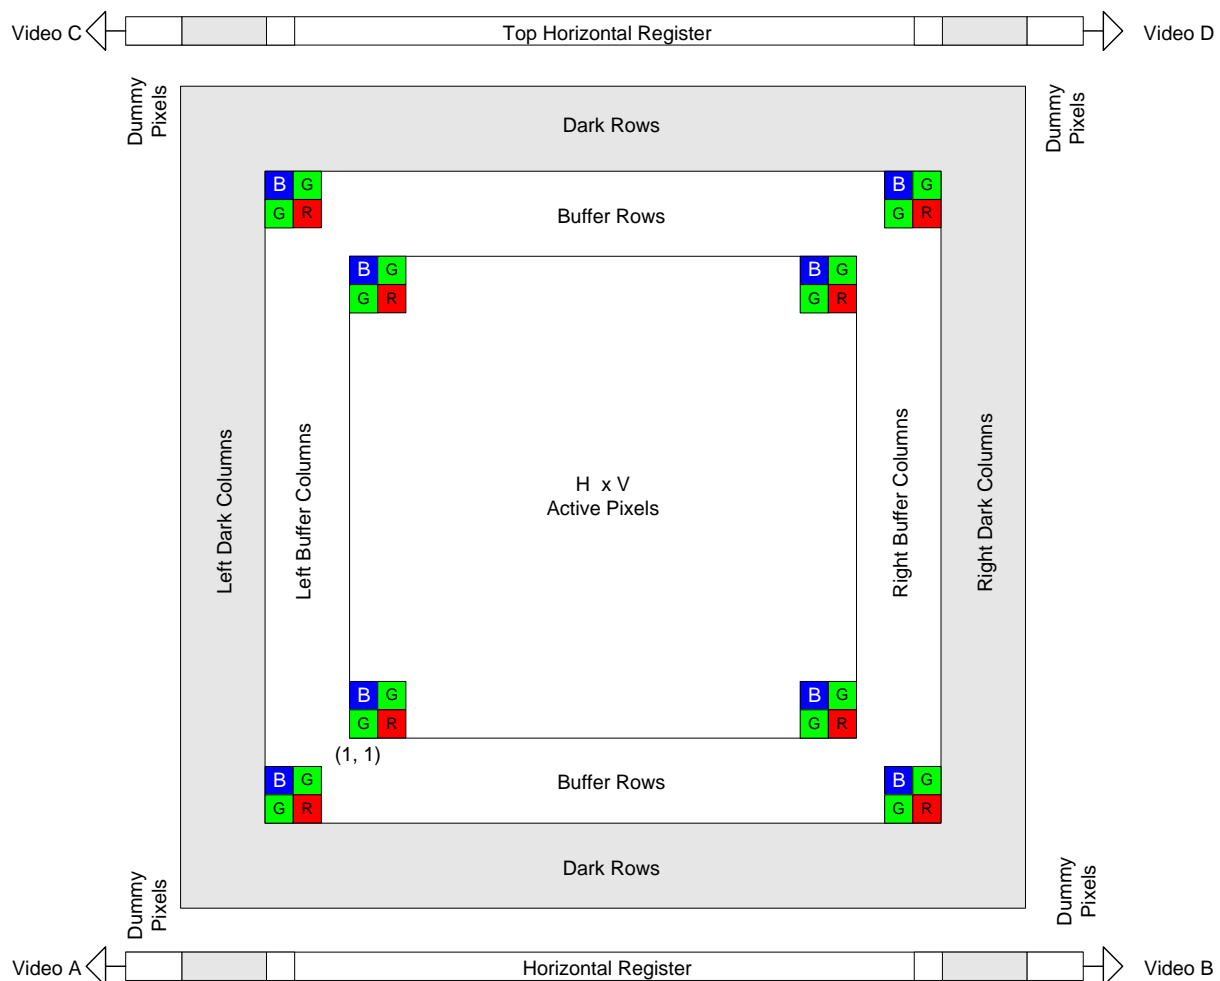 Video C
Top Horizontal Register
Video D
Dummy
Pixels
Dummy
Pixels
Dark Rows
B G
G R
B G
G R
Buffer Rows
B G
G R
B G
G R
Left Dark Columns
Left Buffer Columns
H x V
Active Pixels
Right Buffer Columns
Right Dark Columns
B G
G R
B G
G R
(1, 1)
B G
G R
Buffer Rows
B G
G R
Dark Rows
Dummy
Pixels
Dummy
Pixels
Video A
Horizontal Register
Video B